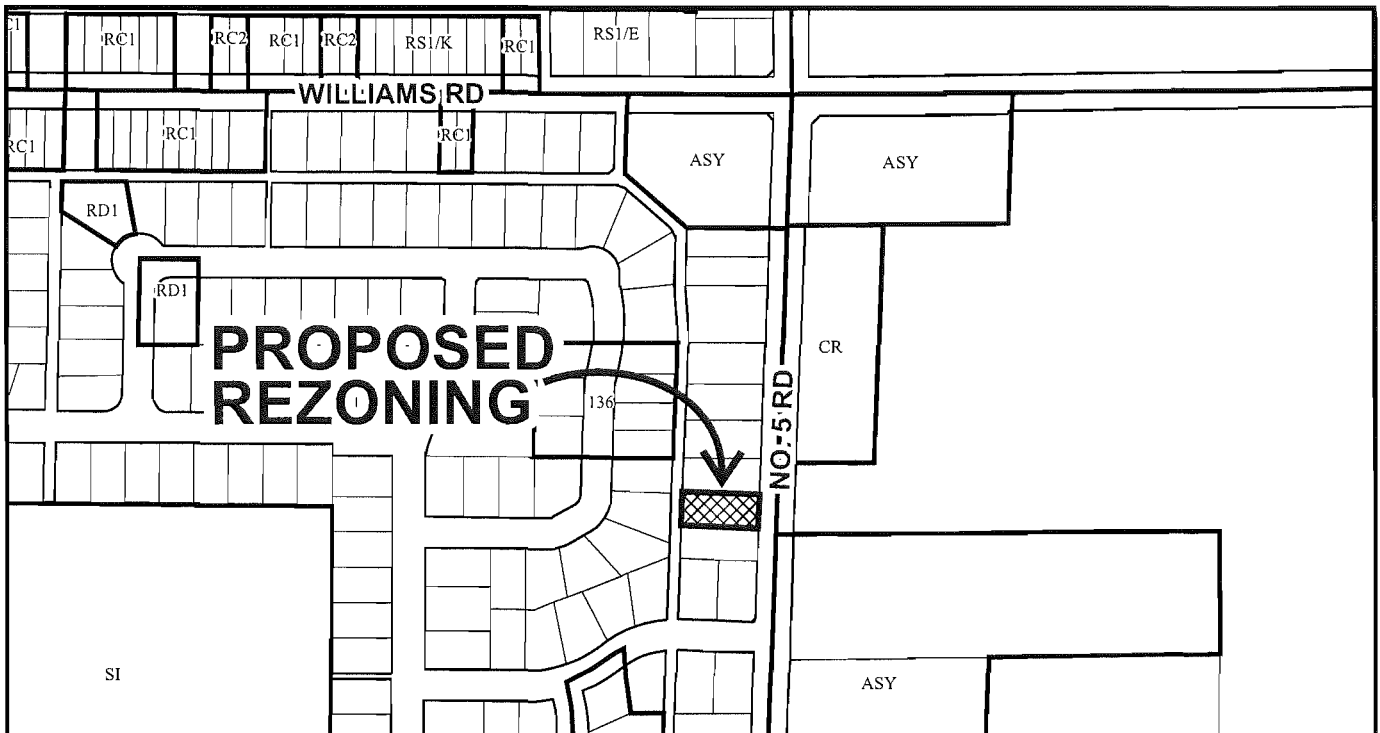 C1
RC1
RC2
RC1
RC2
RS1/K
RC1
RS1/E
WILLIAMS RD
RC1
RC1
RC1
ASY
ASY
RD1
RD1
PROPOSED
REZONING
136
NO. 5 RD
CR
SI
ASY